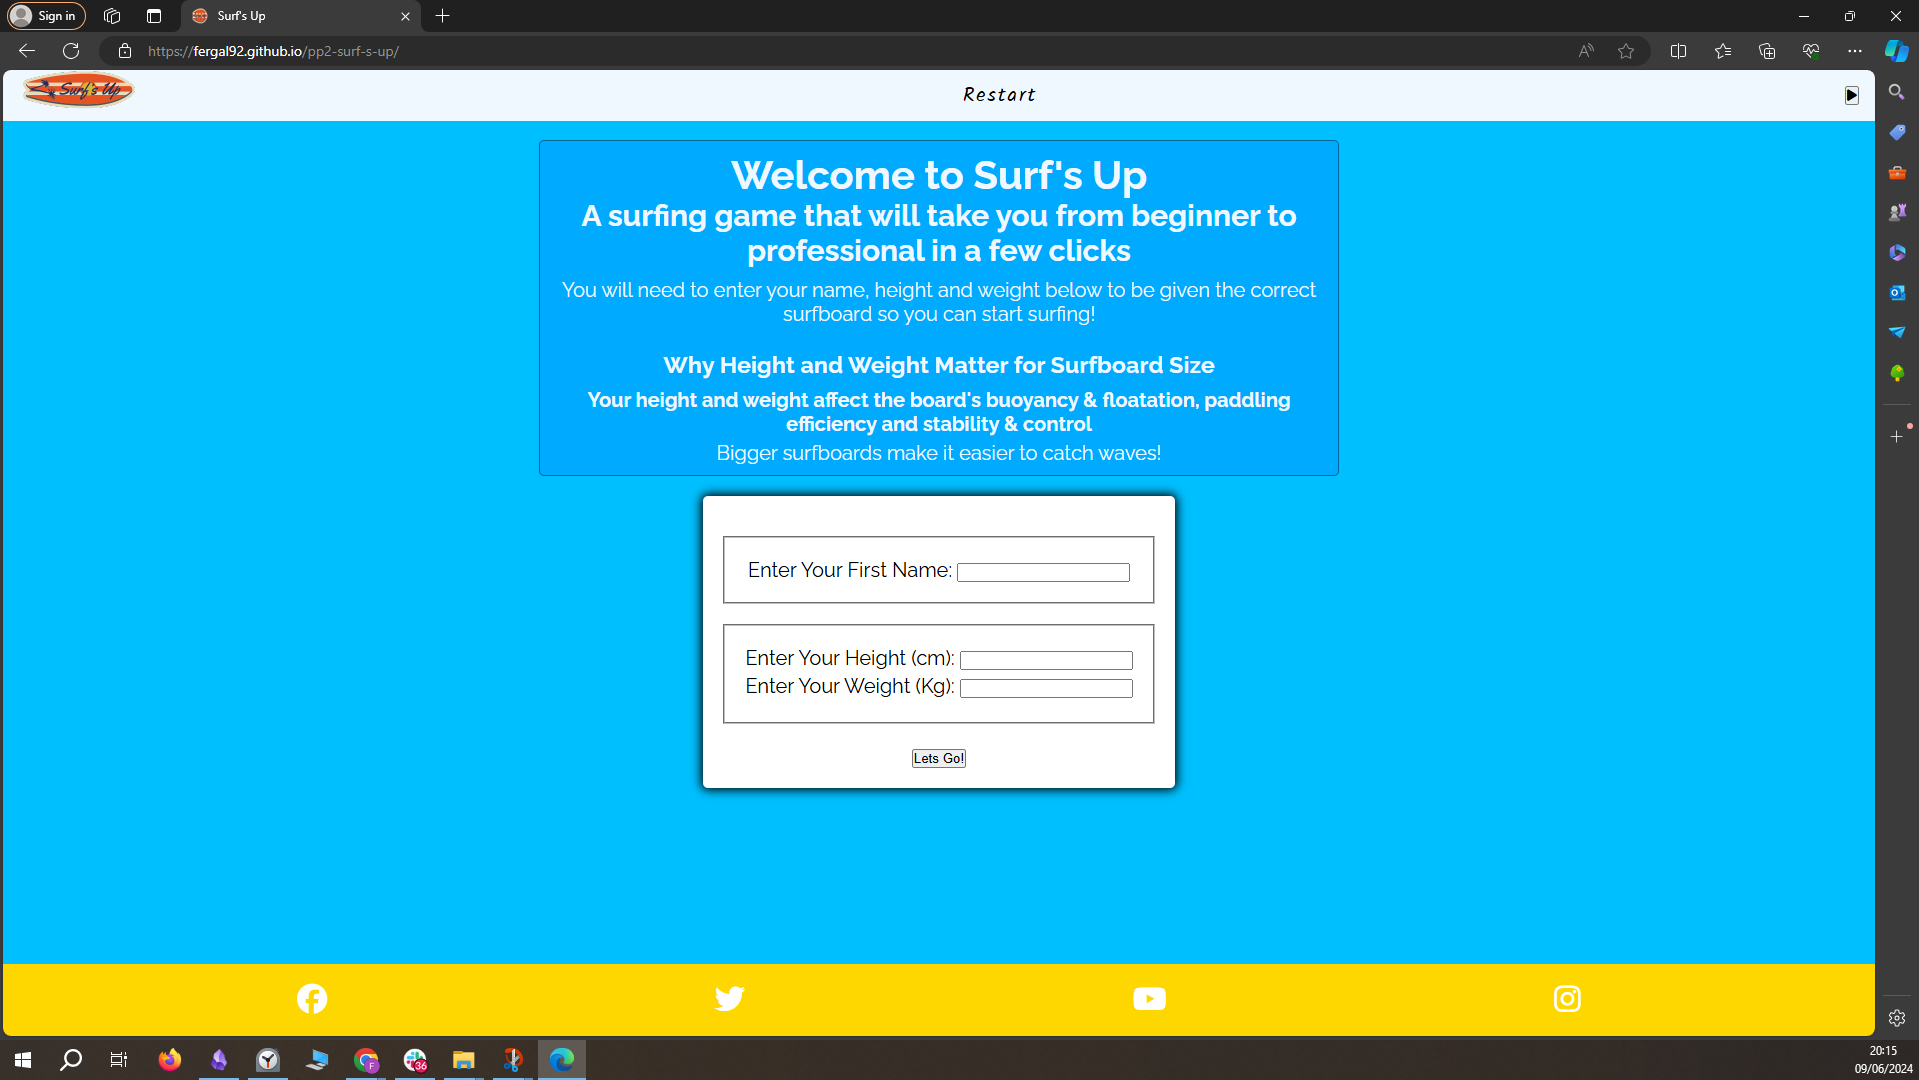 Sign in
Surf's Up
https://fergal92.github.io/pp2-surf-s-up/
Surf's Up
Restart
Welcome to Surf's Up
A surfing game that will take you from beginner to
professional in a few clicks
You will need to enter your name, height and weight below to be given the correct
surfboard so you can start surfing!
Why Height and Weight Matter for Surfboard Size
Your height and weight affect the board's buoyancy & floatation, paddling
efficiency and stability & control
Bigger surfboards make it easier to catch waves!
Enter Your First Name:
Enter Your Height (cm):
Enter Your Weight (Kg):
Lets Go!
F
36
20:15
09/06/2024